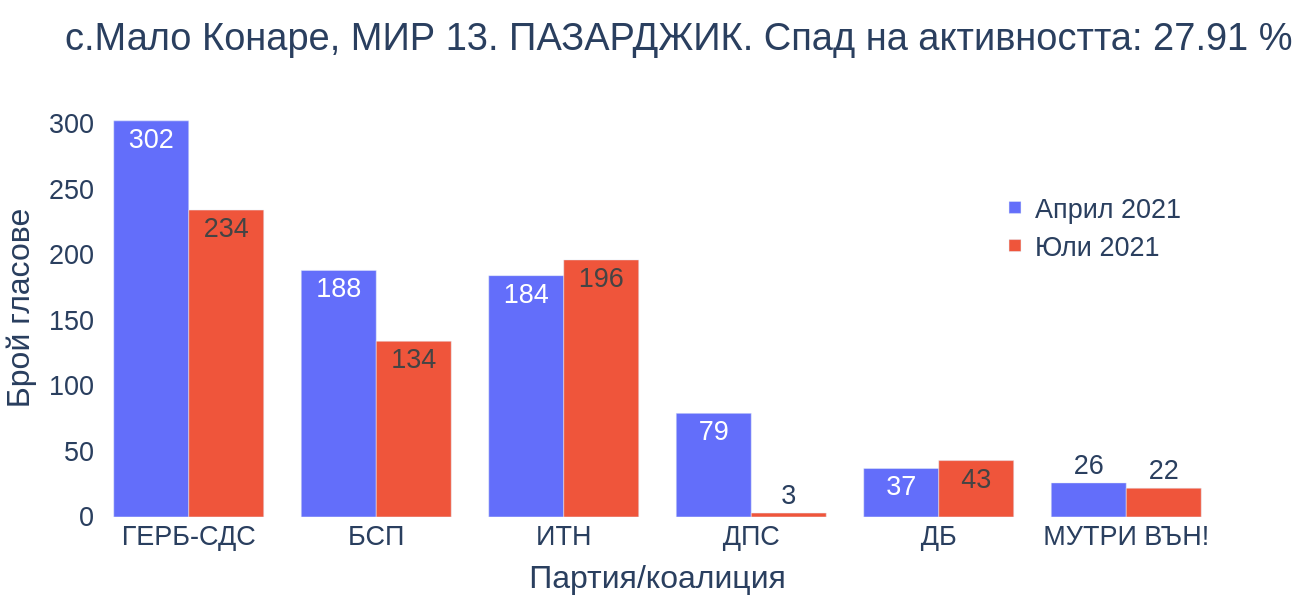 с.Мало Конаре, МИР 13. ПАЗАРДЖИК. Спад на активността: 27.91 %
Брой гласове
300
250
200
150
100
50
0
302
234
188
134
184
196
79
3
37
43
26
22
Април 2021
Юли 2021
ГЕРБ-СДС
БСП
ИТН
ДПС
ДБ
МУТРИ ВЪН!
Партия/коалиция